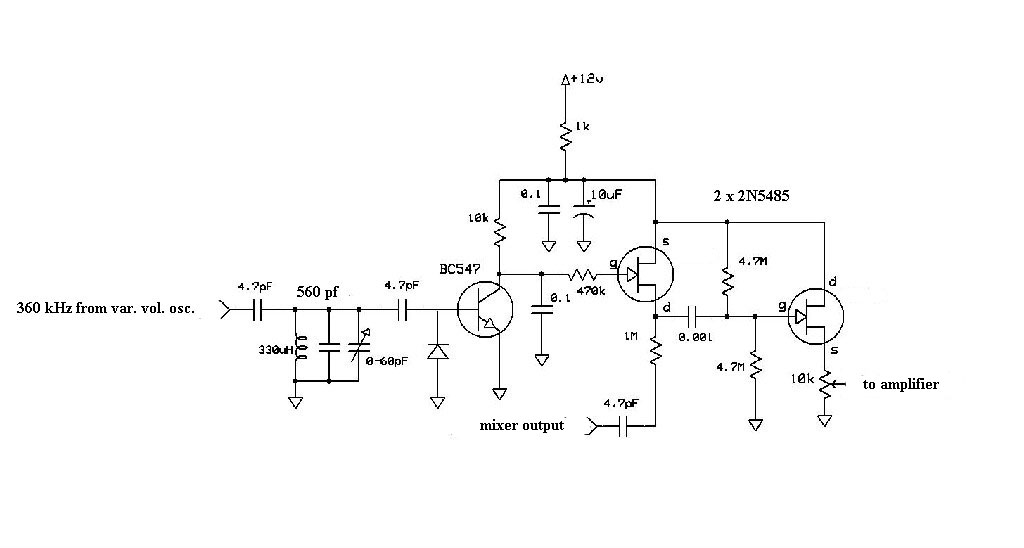 +12v
1k
0.1
10uF
2 x 2N5485
10k
s
BC547
g
4.7M
470k
d
4.7pF
560 pf
4.7pF
0.1
d
g
360 kHz from var. vol. osc.
1M
0.001
330uH
0-60pF
s
4.7M
10k
to amplifier
4.7pF
mixer output